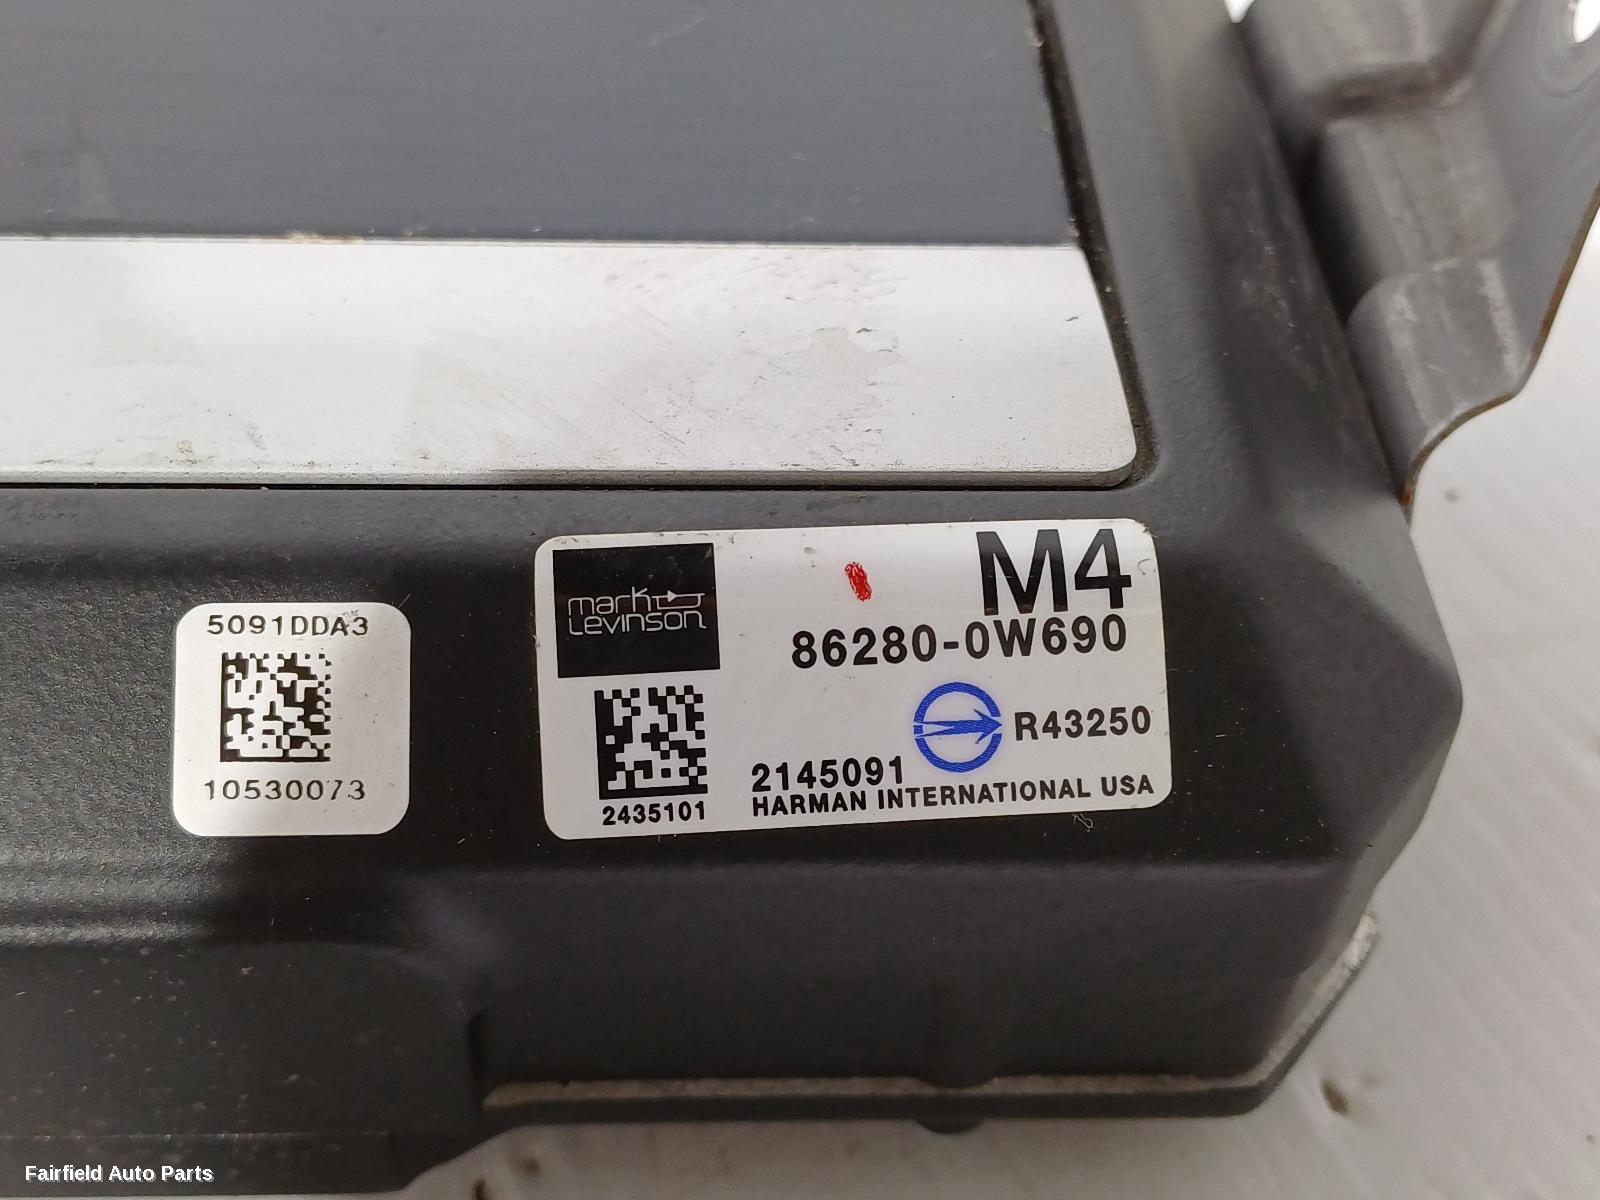 5091DDA3
10530073
mark
Levinson
M4
86280-0W690
R43250
2145091
2435101
HARMAN INTERNATIONAL USA
Fairfield Auto Parts